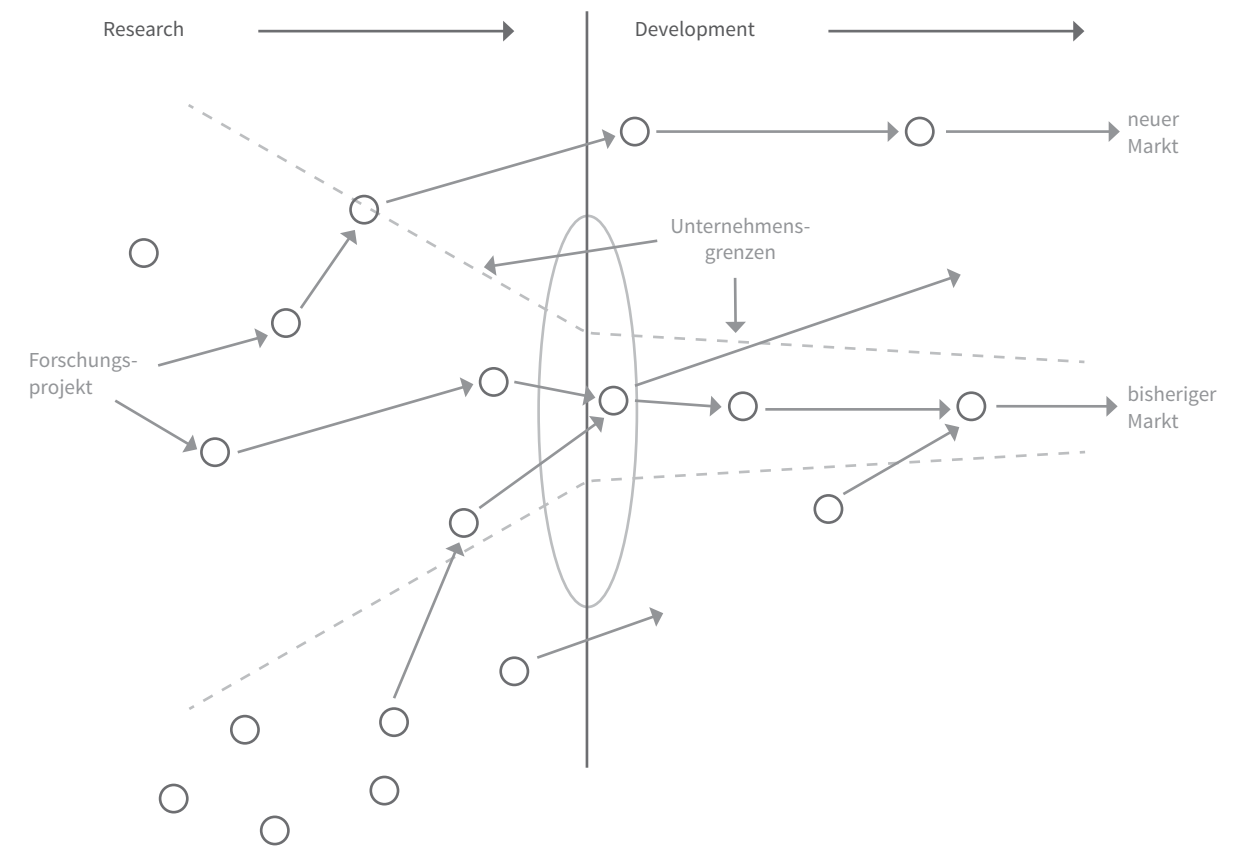 Research
Development
neuer
Markt
Unternehmens-
grenzen
Forschungs-
projekt
bisheriger
Markt